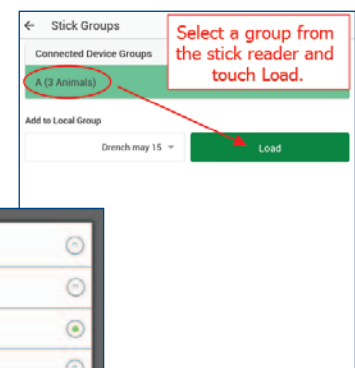 ← Stick Groups
Connected Device Groups
A (3 Animals)
Select a group from
the stick reader and
touch Load.
Add to Local Group
Drench may 15
Load